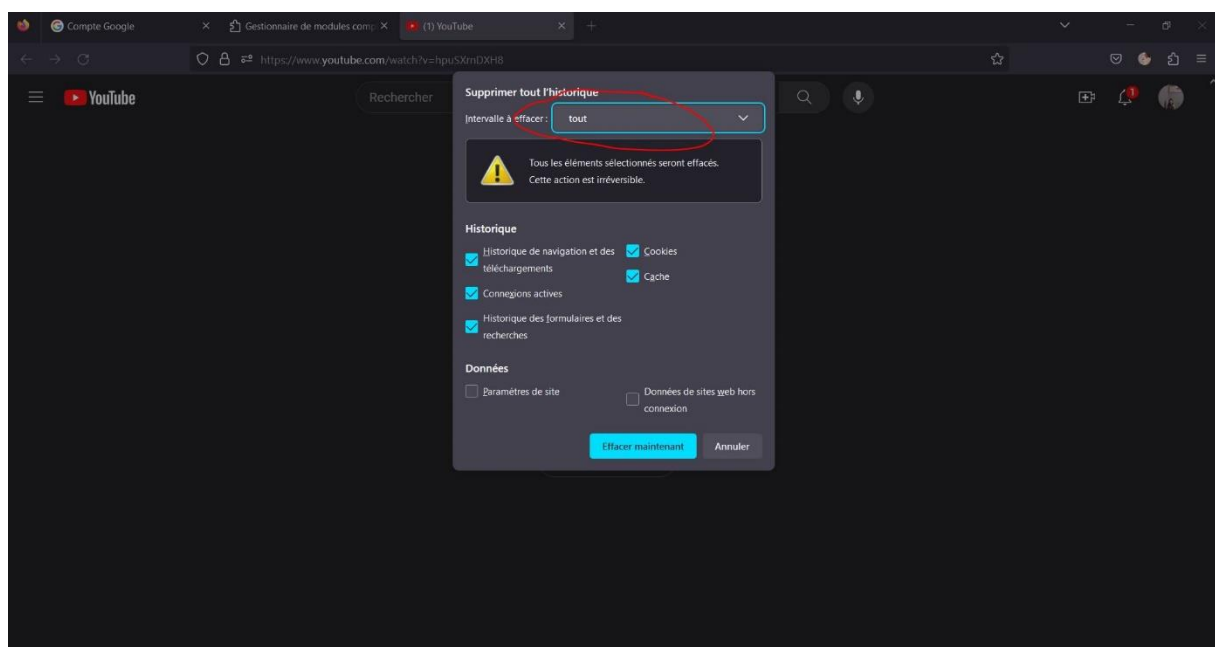 Compte Google
Gestionnaire de modules comp
(1) YouTube
https://www.youtube.com/watch?v=hpuSXrnDXH8
YouTube
Rechercher
1
Supprimer tout l'historique
Intervalle à effacer :
tout
Tous les éléments sélectionnés seront effacés.
Cette action est irréversible.
Historique
Historique de navigation et des
téléchargements
Cookies
Cache
Connexions actives
Historique des formulaires et des
recherches
Données
Paramètres de site
Données de sites web hors
connexion
Effacer maintenant
Annuler